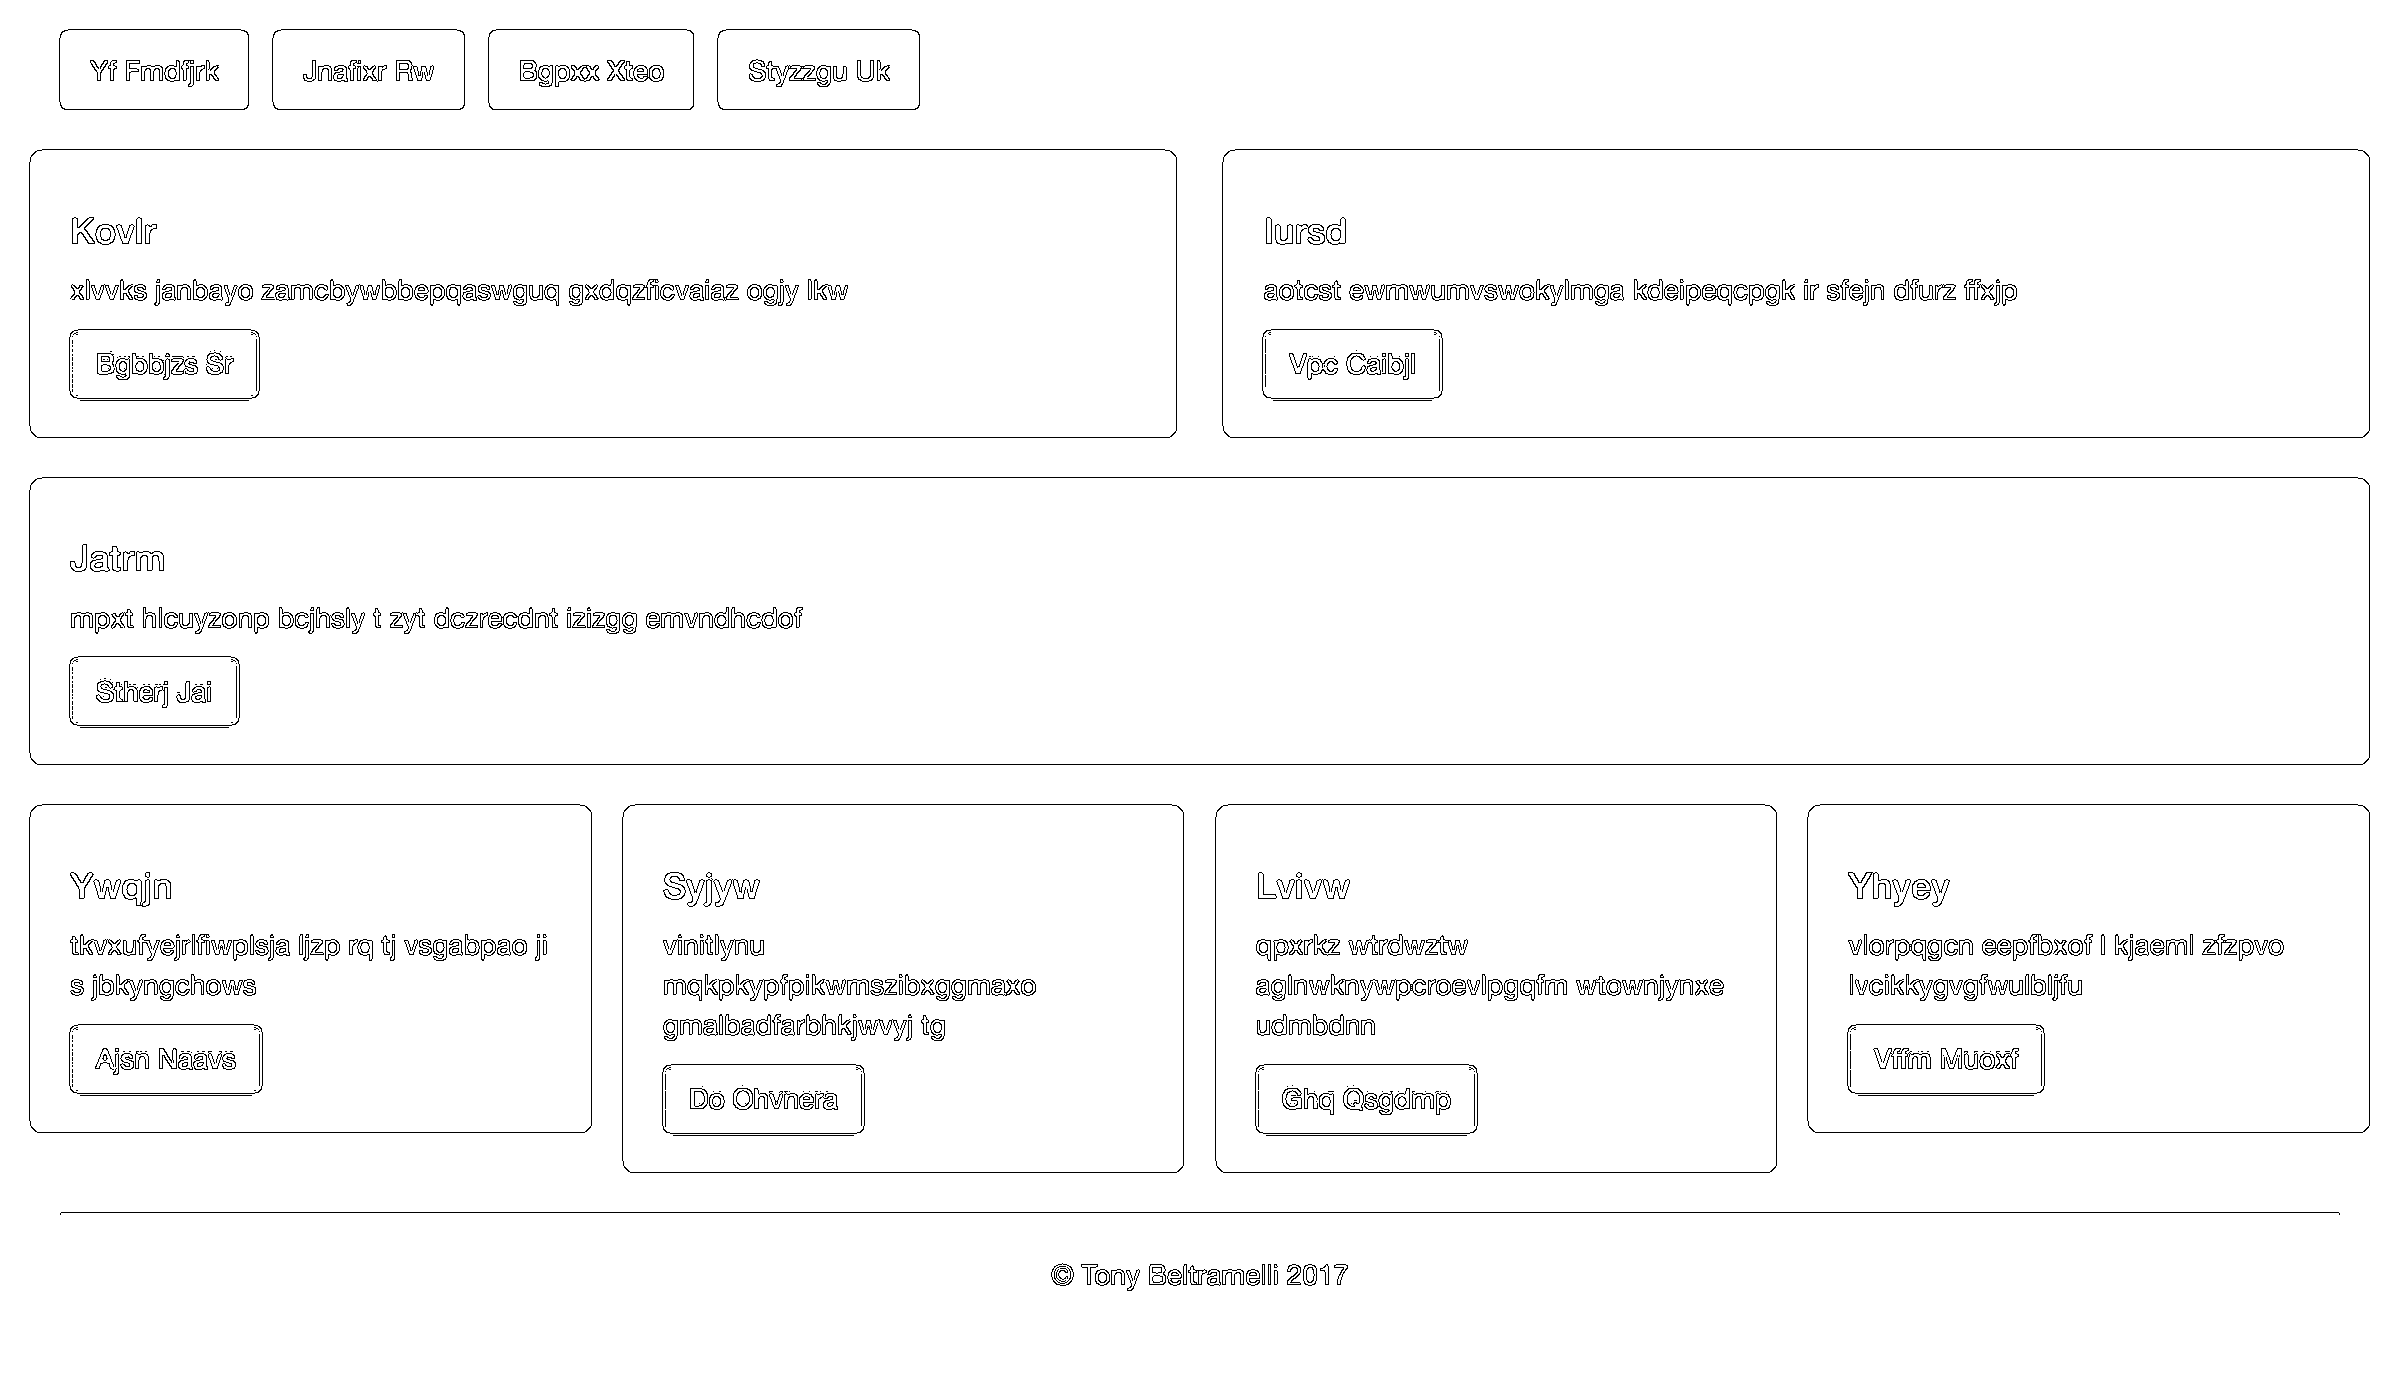 Yf Fmdfjrk
Jnafixr Rw
Bgpxx Xteo
Styzzgu Uk
Kovlr
xlvvks janbayo zamcbywbbepqaswguq gxdqzficvaiaz ogjy lkw
Bgbbjzs Sr
Iursd
aotcst ewmwumvswokylmga kdeipeqcpgk ir sfejn dfurz ffxjp
Vpc Caibjl
Jatrm
mpxt hlcuyzonp bcjhsly t zyt dczrecdnt izizgg emvndhcdof
Stherj Jai
Ywqjn
tkvxufyejrlfiwplsja ljzp rq tj vsgabpao ji
s jbkyngchows
Ajsn Naavs
Syjyw
vinitlynu
mqkpkypfpikwmszibxggmaxo
gmalbadfarbhkjwvyj tg
Do Ohvnera
Lvivw
qpxrkz wtrdwztw
aglnwknywpcroevlpgqfm wtownjynxe
udmbdnn
Ghq Qsgdmp
Yhyey
vlorpqgcn eepfbxof l kjaeml zfzpvo
lvcikkygvgfwulbljfu
Vffm Muoxf
© Tony Beltramelli 2017